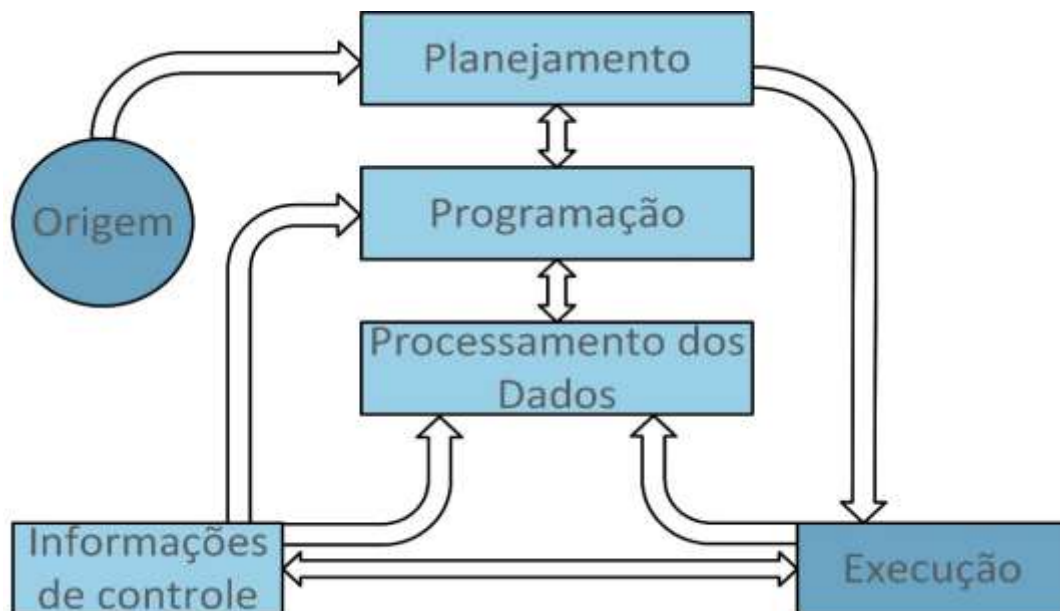 Planejamento
Origem
Programação
Processamento dos
Dados
Informações
de controle
Execução